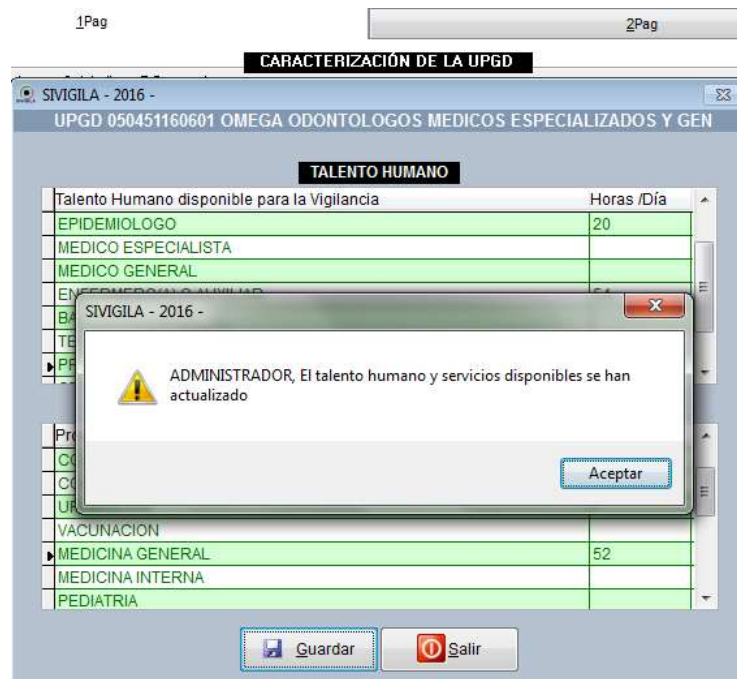 1Pag 2Pag
CARACTERIZACIÓN DE LA UPGD
SIVIGILA - 2016 -
UPGD 050451160601 OMEGA ODONTOLOGOS MEDICOS ESPECIALIZADOS Y GEN
TALENTO HUMANO
Talento Humano disponible para la Vigilancia Horas /Día
EPIDEMIOLOGO 20
MEDICO ESPECIALISTA
MEDICO GENERAL
SIVIGILA - 2016 -
ADMINISTRADOR, El talento humano y servicios disponibles se han
actualizado
Aceptar
VACUNACION
MEDICINA GENERAL 52
MEDICINA INTERNA
PEDIATRIA
Guardar Salir